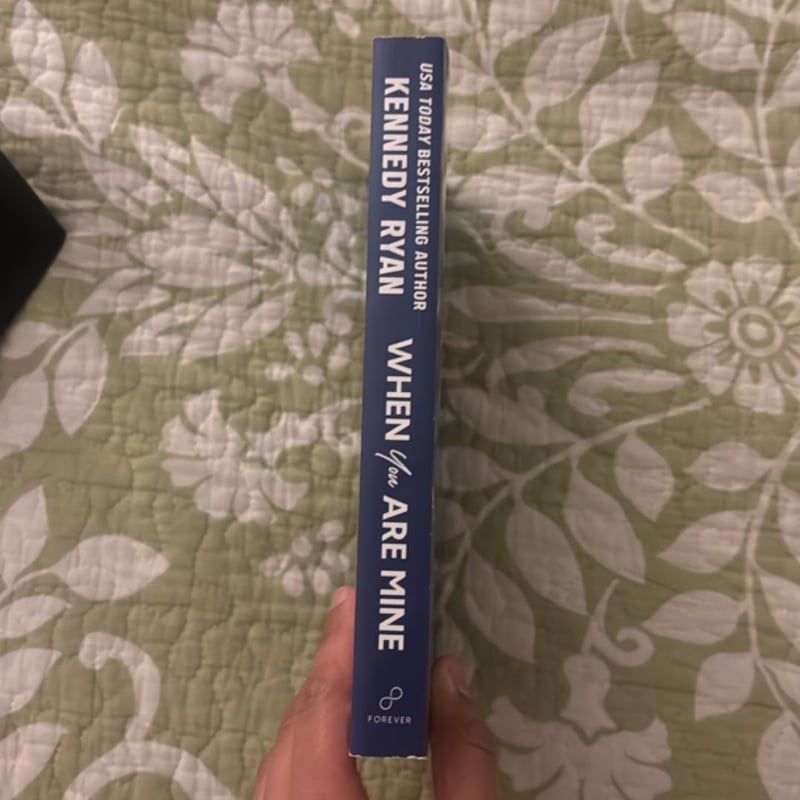 USA TODAY BESTSELLING AUTHOR
KENNEDY RYAN
WHEN You ARE MINE
FOREVER